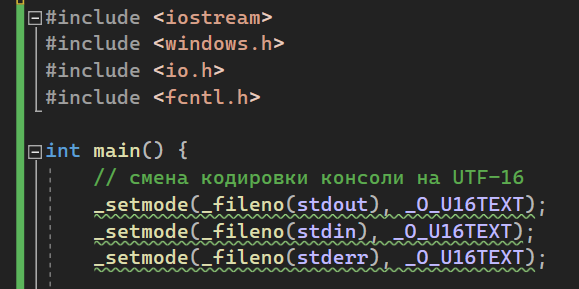 #include <iostream>
#include <windows.h>
#include <io.h>
#include <fcntl.h>
int main() {
// смена кодировки консоли на UTF-16
_setmode(_fileno(stdout), _O_U16TEXT);
_setmode(_fileno(stdin), _O_U16TEXT);
_setmode(_fileno(stderr), _O_U16TEXT);